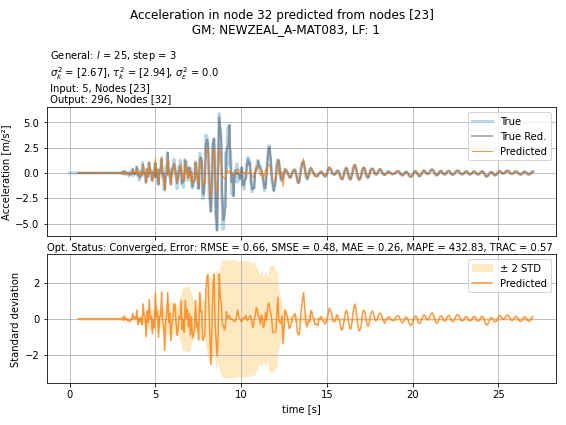 Acceleration in node 32 predicted from nodes [23]
GM: NEWZEAL_A-MAT083, LF: 1
General: l = 25, step = 3
σ²ₖ = [2.67], τ²ₖ = [2.94], σ²ε = 0.0
Input: 5, Nodes [23]
Output: 296, Nodes [32]
Acceleration [m/s²]
5.0
2.5
0.0
−2.5
−5.0
True
True Red.
Predicted
Opt. Status: Converged, Error: RMSE = 0.66, SMSE = 0.48, MAE = 0.26, MAPE = 432.83, TRAC = 0.57
Standard deviation
2
0
−2
± 2 STD
Predicted
0 5 10 15 20 25
time [s]